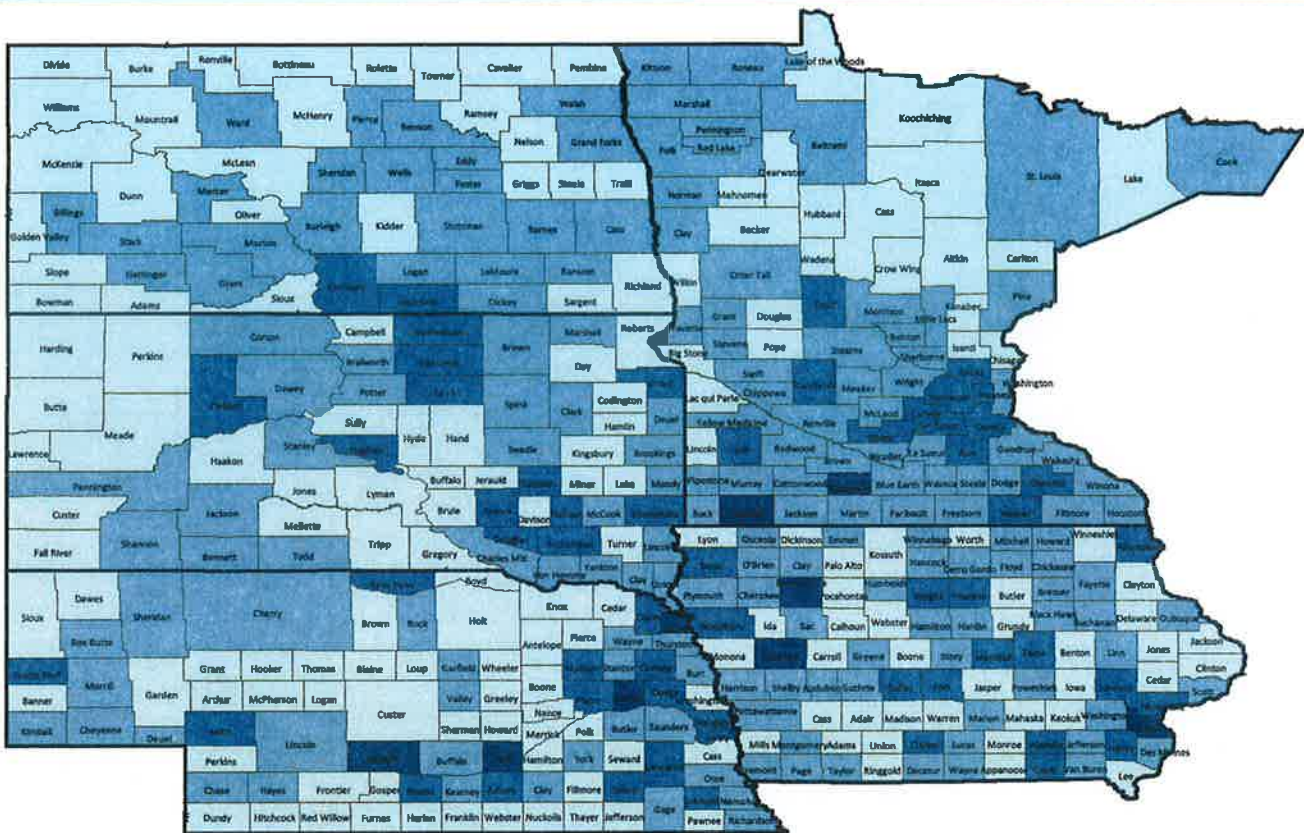 Divide Burke Renville Bottineau Rolette Towner Cavalier Pembina Kittson Roseau Lake of the Woods
Williams Mountrail Ward McHenry Pierce Benson Ramsey Walsh Marshall Koochiching
Nelson Grand Forks Polk Pennington Red Lake Beltrami St. Louis Lake Cook
McKenzie McLean Sheridan Wells Eddy Foster Clearwater Itasca
Dunn Mercer Griggs Steele Traill Norman Mahnomen Cass
Billings Oliver Burleigh Kidder Stutsman Barnes Cass Clay Becker Hubbard
Golden Valley Stark Morton Wadena Crow Wing Aitkin Carlton
Slope Hettinger Grant Logan LaMoure Ransom Richland Wilkin Otter Tail
Bowman Adams Sioux Dickey Sargent Grant Douglas Morrison Mille Lacs Kanabec Pine
Harding Perkins Corson Campbell Brown Marshall Roberts Traverse Stevens Pope Stearns Benton Sherburne Isanti Chisago
Walworth Day Big Stone Swift
Butte Dewey Potter Spink Clark Codington Lac qui Parle Chippewa Meeker Wright Washington
Meade Sully Hamlin Deuel Yellow Medicine Renville McLeod
Lawrence Haakon Stanley Hyde Hand Beadle Kingsbury Brookings Lincoln Redwood Brown Le Sueur Rice Goodhue Wabasha
Pennington Jackson Jones Lyman Buffalo Jerauld Miner Lake Moody Pipestone Murray Cottonwood Blue Earth Waseca Steele Dodge Winona
Custer Shannon Mellette Brule Davison McCook Rock Jackson Martin Faribault Freeborn Fillmore Houston
Fall River Bennett Todd Tripp Gregory Charles Mix Turner Lincoln Yankton Clay
Lyon Osceola Dickinson Emmet Kossuth Winnebago Worth Mitchell Howard Winneshiek
Sioux Dawes Sheridan Cherry Boyd Knox Cedar O'Brien Clay Palo Alto Hancock Cerro Gordo Floyd Chickasaw Fayette Clayton
Box Butte Brown Rock Holt Antelope Pierce Wayne Thurston Plymouth Cherokee Pocahontas Humboldt Wright Franklin Butler Bremer
Ida Sac Calhoun Webster Hamilton Hardin Grundy Black Hawk Buchanan Delaware Dubuque
Banner Morrill Garden Grant Hooker Thomas Blaine Loup Garfield Wheeler Boone Madison Stanton Burt Monona Carroll Greene Boone Story Benton Linn Jones Jackson
Arthur McPherson Logan Valley Greeley Nance Washington Harrison Shelby Audubon Guthrie Jasper Poweshiek Iowa Cedar Clinton Scott
Kimball Cheyenne Deuel Lincoln Custer Sherman Howard Merrick Polk Butler Saunders Pottawattamie Cass Adair Madison Warren Marion Mahaska Keokuk Washington
Perkins Buffalo Hamilton York Seward Cass Mills Montgomery Adams Union Lucas Monroe Jefferson Des Moines
Chase Hayes Frontier Gosper Kearney Clay Fillmore Otoe Page Taylor Ringgold Decatur Wayne Appanoose Van Buren Lee
Dundy Hitchcock Red Willow Furnas Harlan Franklin Webster Nuckolls Thayer Jefferson Gage Pawnee Richardson